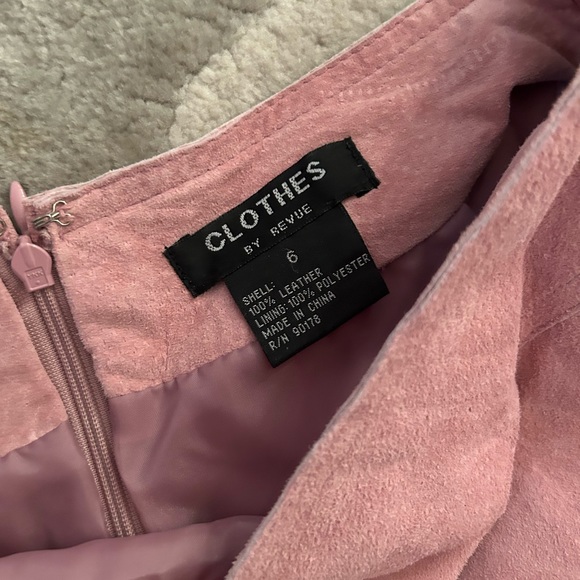 CLOTHES
BY REVUE
6
SHELL:
100% LEATHER
LINING:100% POLYESTER
MADE IN CHINA
R/N 90178